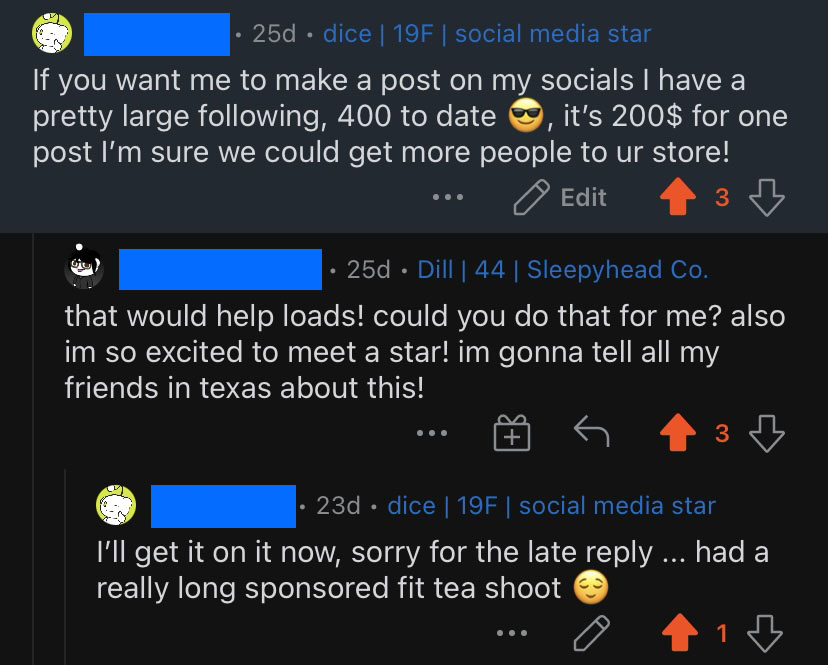 • 25d • dice | 19F | social media star
If you want me to make a post on my socials I have a
pretty large following, 400 to date 😎, it’s 200$ for one
post I’m sure we could get more people to ur store!
••• Edit 3
• 25d • Dill | 44 | Sleepyhead Co.
that would help loads! could you do that for me? also
im so excited to meet a star! im gonna tell all my
friends in texas about this!
••• 3
• 23d • dice | 19F | social media star
I’ll get it on it now, sorry for the late reply ... had a
really long sponsored fit tea shoot 😌
••• 1